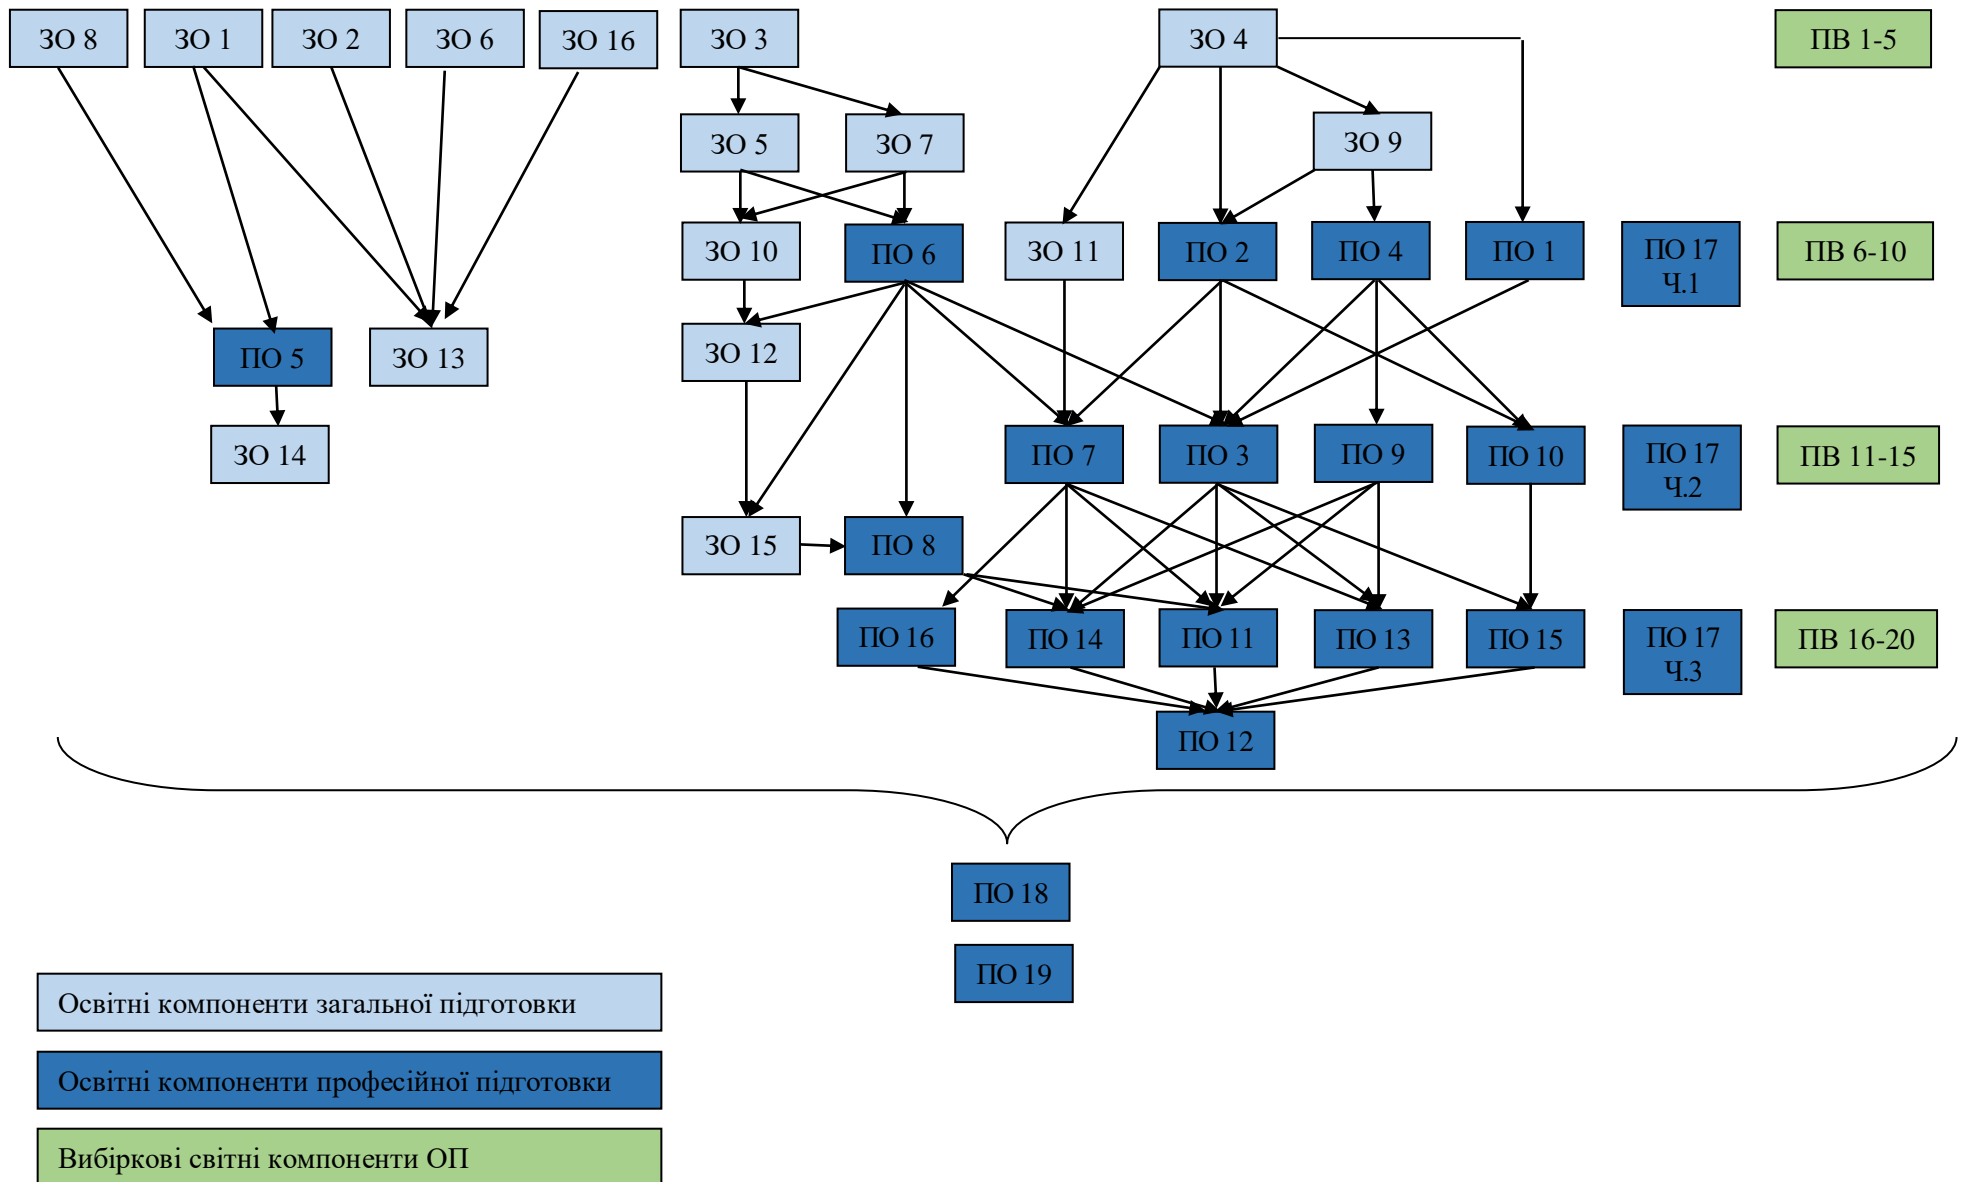 ЗО 8
ЗО 1
ЗО 2
ЗО 6
ЗО 16
ЗО 3
ЗО 4
ПВ 1-5
ЗО 5
ЗО 7
ЗО 9
ЗО 10
ПО 6
ЗО 11
ПО 2
ПО 4
ПО 1
ПО 17
Ч.1
ПВ 6-10
ПО 5
ЗО 13
ЗО 12
ЗО 14
ПО 7
ПО 3
ПО 9
ПО 10
ПО 17
Ч.2
ПВ 11-15
ЗО 15
ПО 8
ПО 16
ПО 14
ПО 11
ПО 13
ПО 15
ПО 17
Ч.3
ПВ 16-20
ПО 12
ПО 18
ПО 19
Освітні компоненти загальної підготовки
Освітні компоненти професійної підготовки
Вибіркові світні компоненти ОП